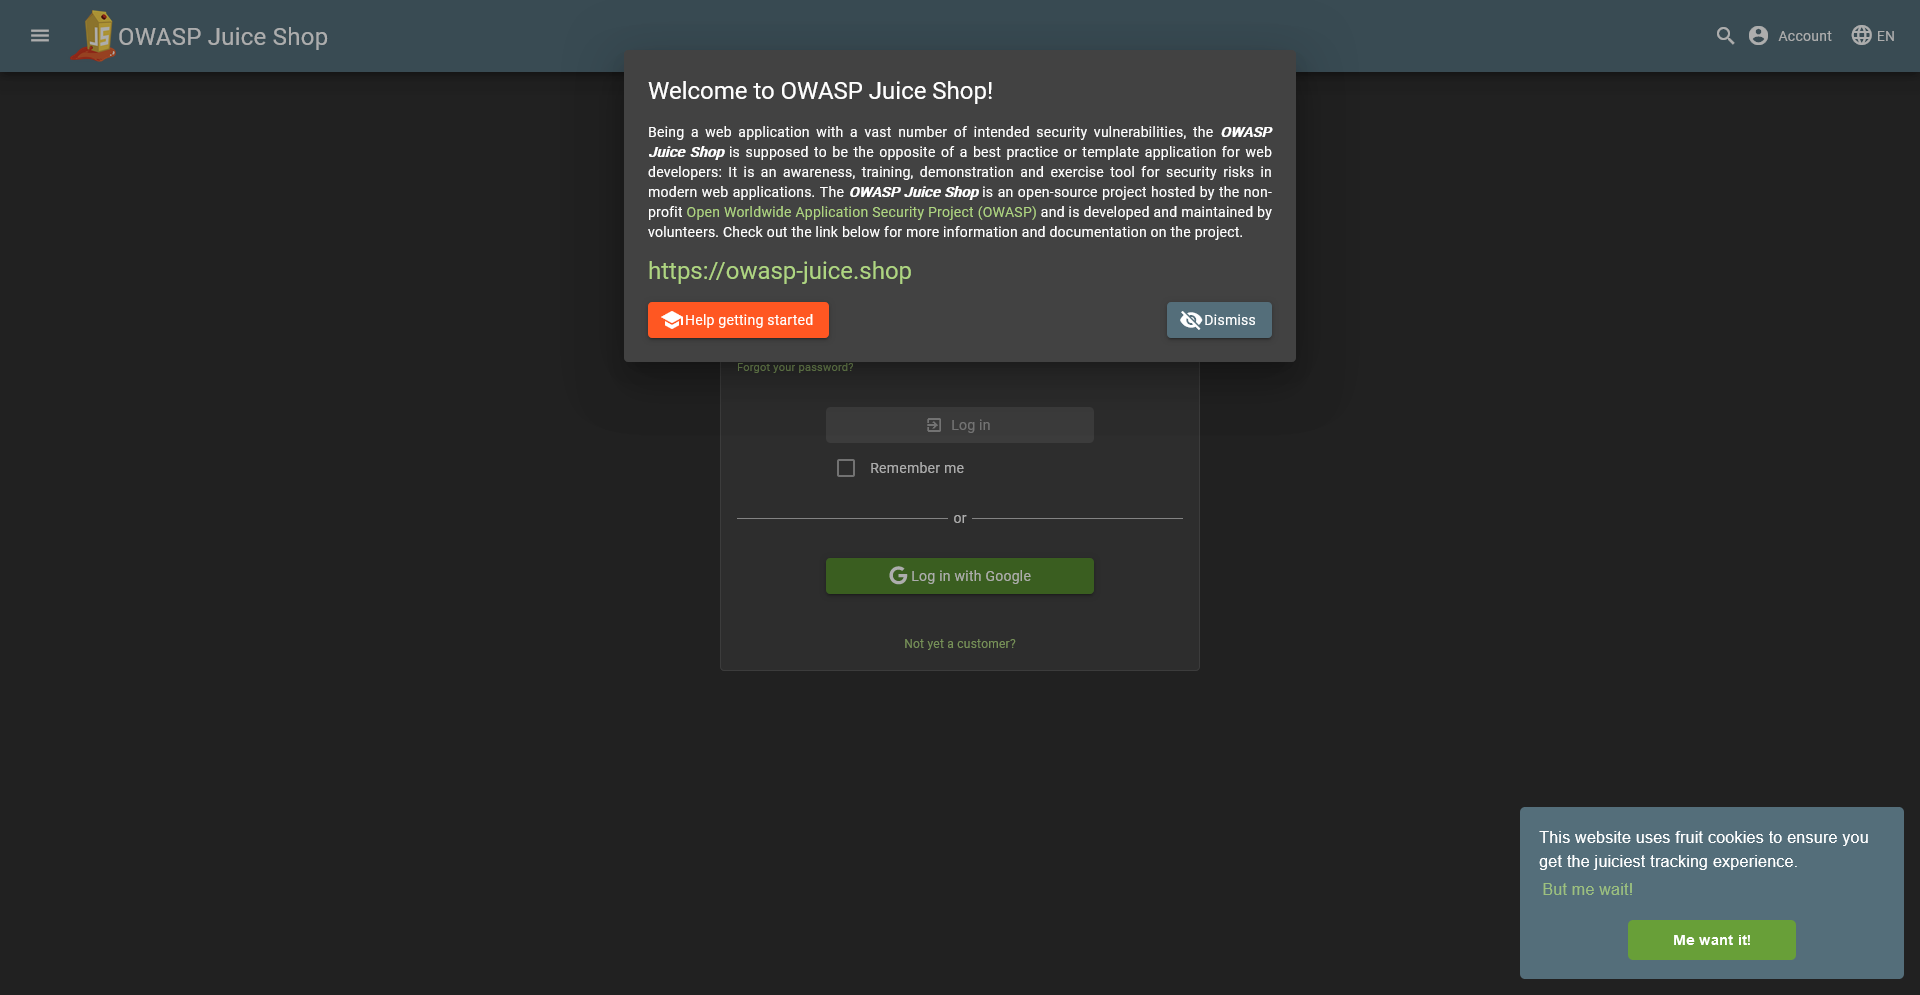 OWASP Juice Shop
Account
EN
Welcome to OWASP Juice Shop!
Being a web application with a vast number of intended security vulnerabilities, the OWASP
Juice Shop is supposed to be the opposite of a best practice or template application for web
developers: It is an awareness, training, demonstration and exercise tool for security risks in
modern web applications. The OWASP Juice Shop is an open-source project hosted by the non-
profit Open Worldwide Application Security Project (OWASP) and is developed and maintained by
volunteers. Check out the link below for more information and documentation on the project.
https://owasp-juice.shop
Help getting started
Dismiss
Forgot your password?
Log in
Remember me
or
Log in with Google
Not yet a customer?
This website uses fruit cookies to ensure you
get the juiciest tracking experience.
But me wait!
Me want it!